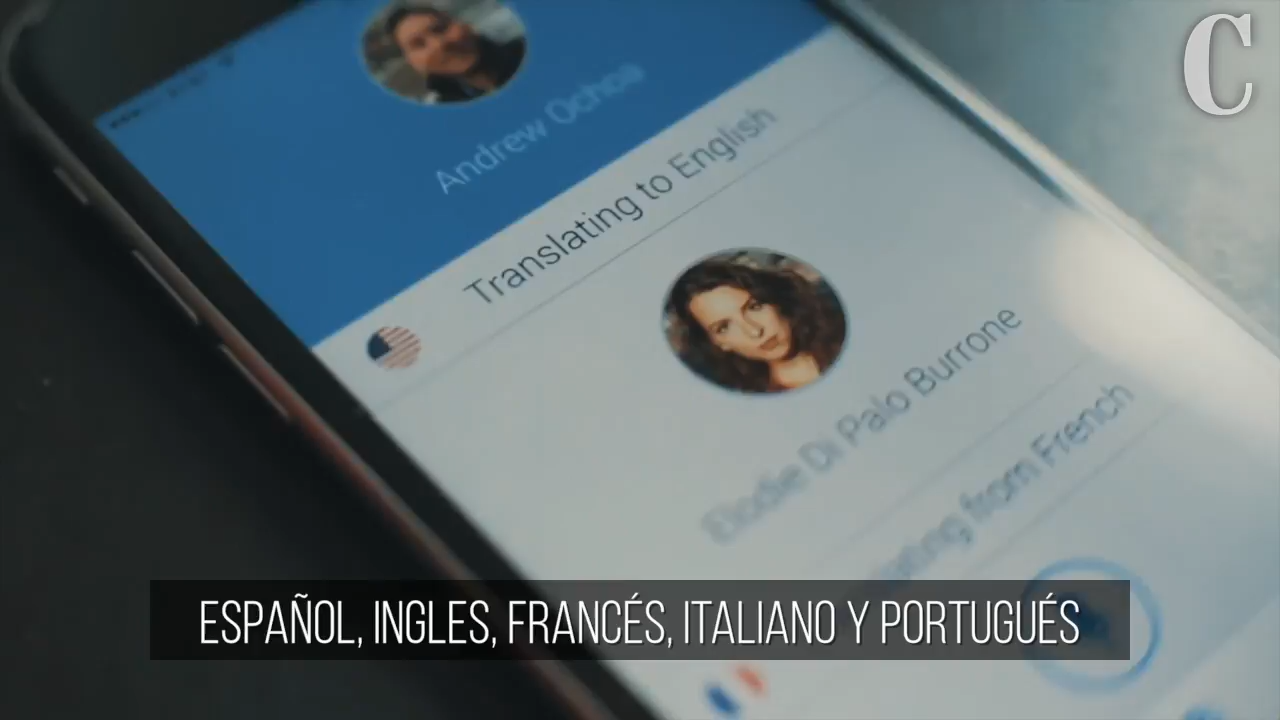 C
Andrew Ochoa
Translating to English
Elodie Di Palo Burrone
from French
ESPAÑOL, INGLES, FRANCÉS, ITALIANO Y PORTUGUÉS